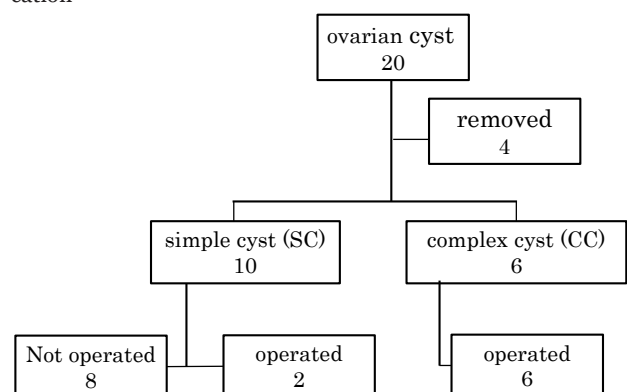 cation
ovarian cyst
20
removed
4
simple cyst (SC)
10
complex cyst (CC)
6
Not operated
8
operated
2
operated
6